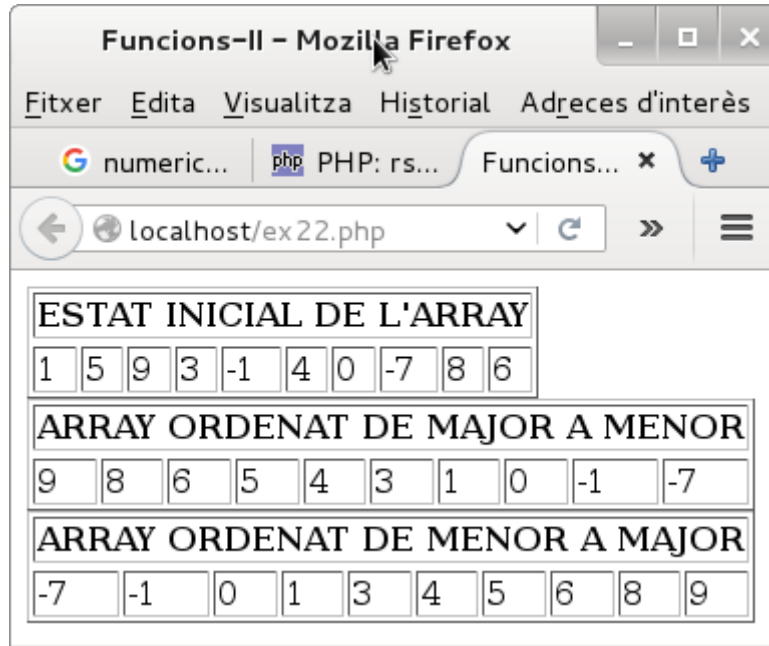 Funcions-II - Mozilla Firefox
Fitxer Edita Visualitza Historial Adreces d'interès
numeric... PHP: rs... Funcions...
localhost/ex22.php
ESTAT INICIAL DE L'ARRAY
1 5 9 3 -1 4 0 -7 8 6
ARRAY ORDENAT DE MAJOR A MENOR
9 8 6 5 4 3 1 0 -1 -7
ARRAY ORDENAT DE MENOR A MAJOR
-7 -1 0 1 3 4 5 6 8 9